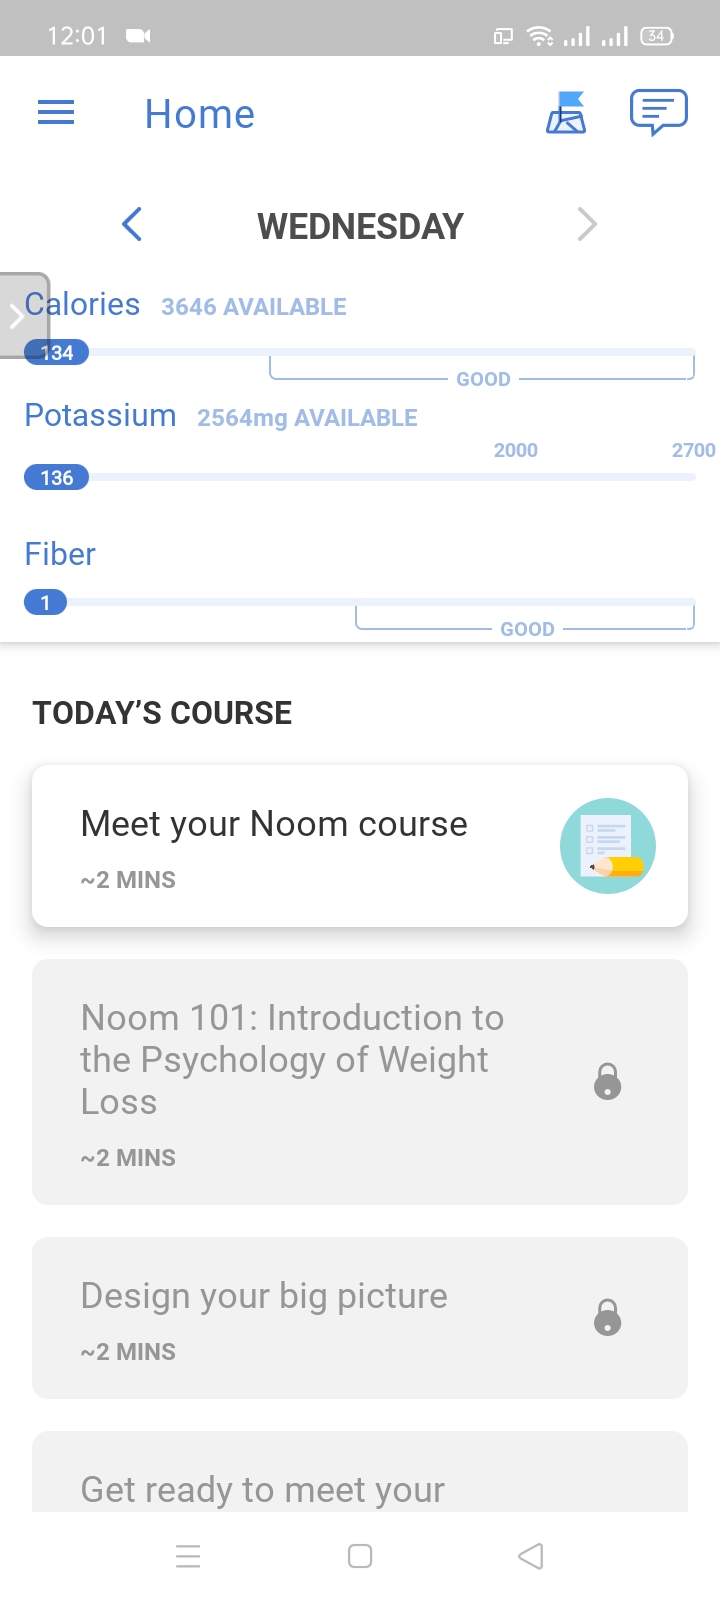 12:01
34
Home
WEDNESDAY
Calories 3646 AVAILABLE
134
GOOD
Potassium 2564mg AVAILABLE
2000 2700
136
Fiber
1
GOOD
TODAY’S COURSE
Meet your Noom course
~2 MINS
Noom 101: Introduction to
the Psychology of Weight
Loss
~2 MINS
Design your big picture
~2 MINS
Get ready to meet your